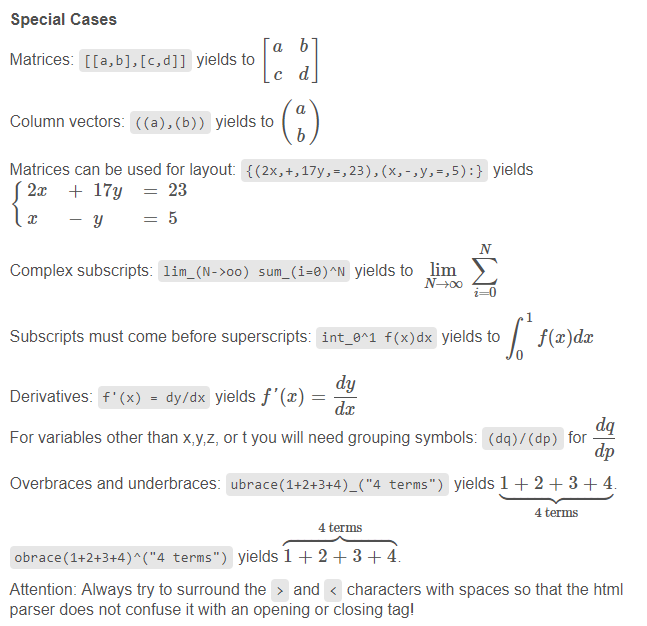 Special Cases
Matrices: [[a,b],[c,d]] yields to [a b
c d]
Column vectors: ((a),(b)) yields to (a
b)
Matrices can be used for layout: {(2x,+,17y,=,23),(x,-,y,=,5):} yields
{2x + 17y = 23
x − y = 5
Complex subscripts: lim_(N->oo) sum_(i=0)^N yields to lim N→∞ ∑ i=0 N
Subscripts must come before superscripts: int_0^1 f(x)dx yields to ∫ 0 1 f(x)dx
Derivatives: f'(x) = dy/dx yields f′(x) = dy/dx
For variables other than x,y,z, or t you will need grouping symbols: (dq)/(dp) for dq/dp
Overbraces and underbraces: ubrace(1+2+3+4)_("4 terms") yields 1 + 2 + 3 + 4.
4 terms
4 terms
obrace(1+2+3+4)^("4 terms") yields 1 + 2 + 3 + 4.
Attention: Always try to surround the > and < characters with spaces so that the html
parser does not confuse it with an opening or closing tag!